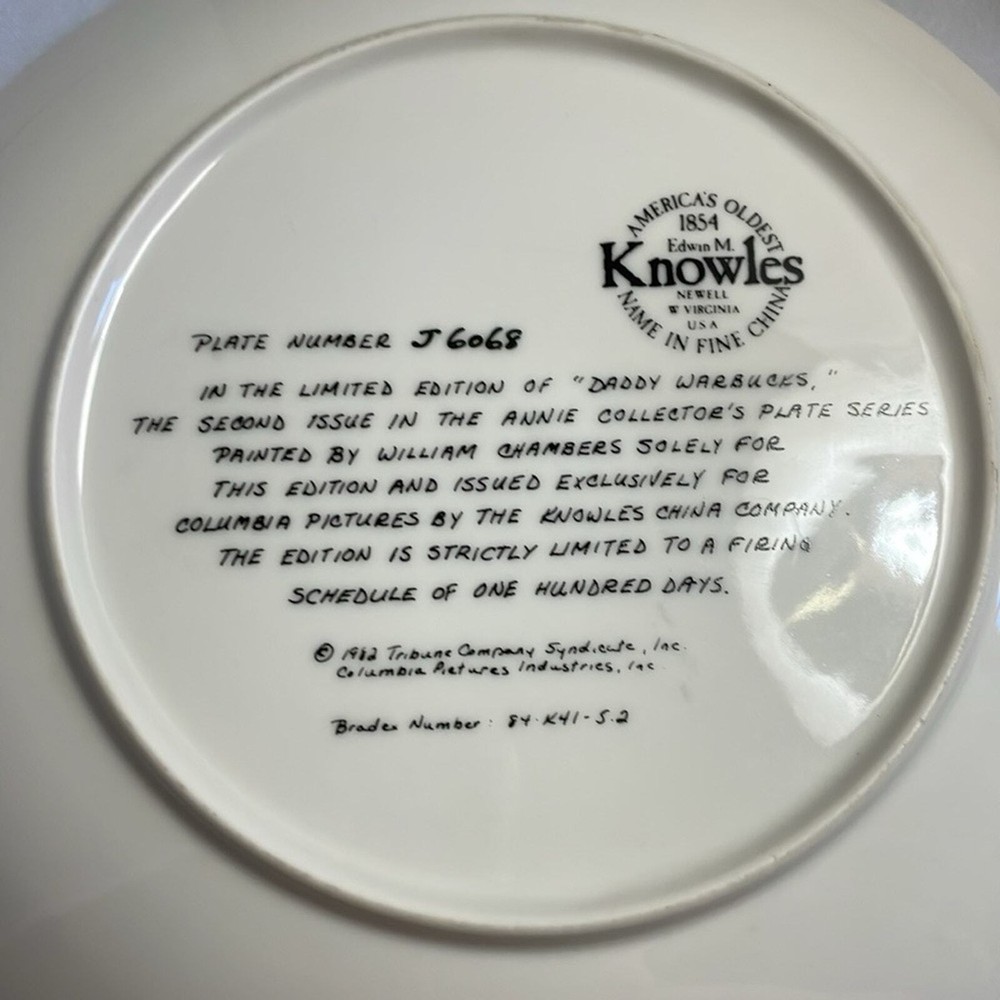 AMERICA'S OLDEST
1854
Edwin M.
Knowles
NEWELL
W VIRGINIA
USA
NAME IN FINE CHINA
PLATE NUMBER J6068
IN THE LIMITED EDITION OF "DADDY WARBUCKS,"
THE SECOND ISSUE IN THE ANNIE COLLECTOR'S PLATE SERIES
PAINTED BY WILLIAM CHAMBERS SOLELY FOR
THIS EDITION AND ISSUED EXCLUSIVELY FOR
COLUMBIA PICTURES BY THE KNOWLES CHINA COMPANY.
THE EDITION IS STRICTLY LIMITED TO A FIRING
SCHEDULE OF ONE HUNDRED DAYS.
© 1982 Tribune Company Syndicate, Inc.
Columbia Pictures Industries, Inc
Bradex Number: 84-K41-5.2